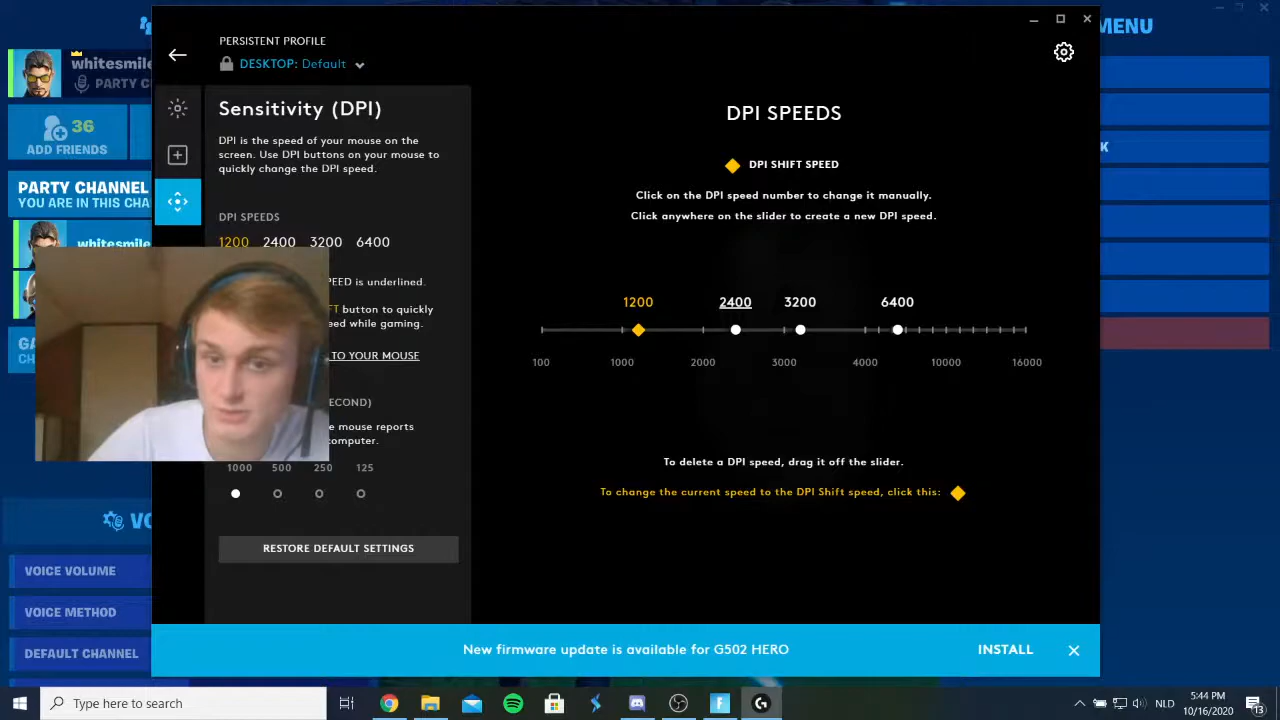 MENU
PERSISTENT PROFILE
DESKTOP: Default
whitesmile
PARTY C
36
ADD FRIENDS
PARTY CHANNEL
YOU ARE IN THIS CHA
whitesmile
Sensitivity (DPI)
DPI is the speed of your mouse on the
screen. Use DPI buttons on your mouse to
quickly change the DPI speed.
DPI SPEEDS
1200 2400 3200 6400
PEED is underlined.
FT button to quickly
eed while gaming.
TO YOUR MOUSE
ECOND)
e mouse reports
omputer.
1000 500 250 125
RESTORE DEFAULT SETTINGS
DPI SPEEDS
DPI SHIFT SPEED
Click on the DPI speed number to change it manually.
Click anywhere on the slider to create a new DPI speed.
1200 2400 3200 6400
100 1000 2000 3000 4000 10000 16000
To delete a DPI speed, drag it off the slider.
To change the current speed to the DPI Shift speed, click this:
K
GA
VO
VOICE VOLUME
VOICE METHOD
DEFAULT CHANNEL
New firmware update is available for G502 HERO
INSTALL
Type here to search
NLD
5:44 PM
10/16/2020
13